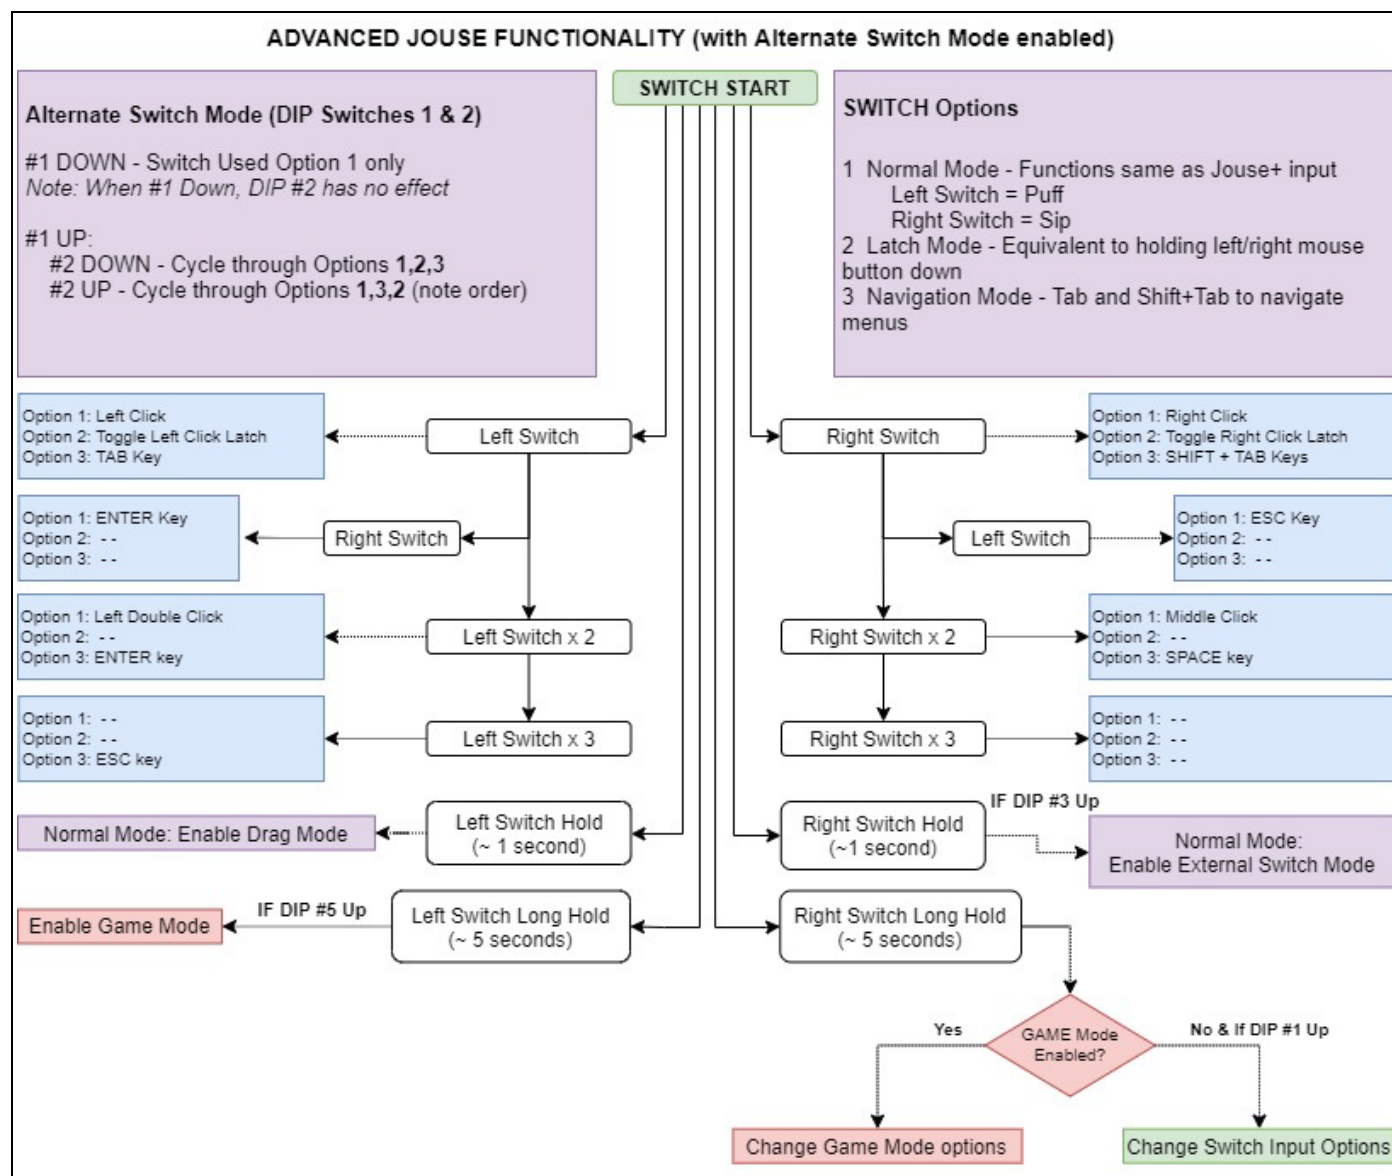 ADVANCED JOUSE FUNCTIONALITY (with Alternate Switch Mode enabled)
SWITCH START
Alternate Switch Mode (DIP Switches 1 & 2)
#1 DOWN - Switch Used Option 1 only
Note: When #1 Down, DIP #2 has no effect
#1 UP:
#2 DOWN - Cycle through Options 1,2,3
#2 UP - Cycle through Options 1,3,2 (note order)
SWITCH Options
1 Normal Mode - Functions same as Jouse+ input
Left Switch = Puff
Right Switch = Sip
2 Latch Mode - Equivalent to holding left/right mouse
button down
3 Navigation Mode - Tab and Shift+Tab to navigate
menus
Option 1: Left Click
Option 2: Toggle Left Click Latch
Option 3: TAB Key
Left Switch
Right Switch
Option 1: Right Click
Option 2: Toggle Right Click Latch
Option 3: SHIFT + TAB Keys
Option 1: ENTER Key
Option 2: - -
Option 3: - -
Right Switch
Left Switch
Option 1: ESC Key
Option 2: - -
Option 3: - -
Option 1: Left Double Click
Option 2: - -
Option 3: ENTER key
Left Switch x 2
Right Switch x 2
Option 1: Middle Click
Option 2: - -
Option 3: SPACE key
Option 1: - -
Option 2: - -
Option 3: ESC key
Left Switch x 3
Right Switch x 3
Option 1: - -
Option 2: - -
Option 3: - -
Normal Mode: Enable Drag Mode
Left Switch Hold
(~ 1 second)
Right Switch Hold
(~1 second)
IF DIP #3 Up
Normal Mode:
Enable External Switch Mode
Enable Game Mode
IF DIP #5 Up
Left Switch Long Hold
(~ 5 seconds)
Right Switch Long Hold
(~ 5 seconds)
Yes
GAME Mode
Enabled?
No & If DIP #1 Up
Change Game Mode options
Change Switch Input Options